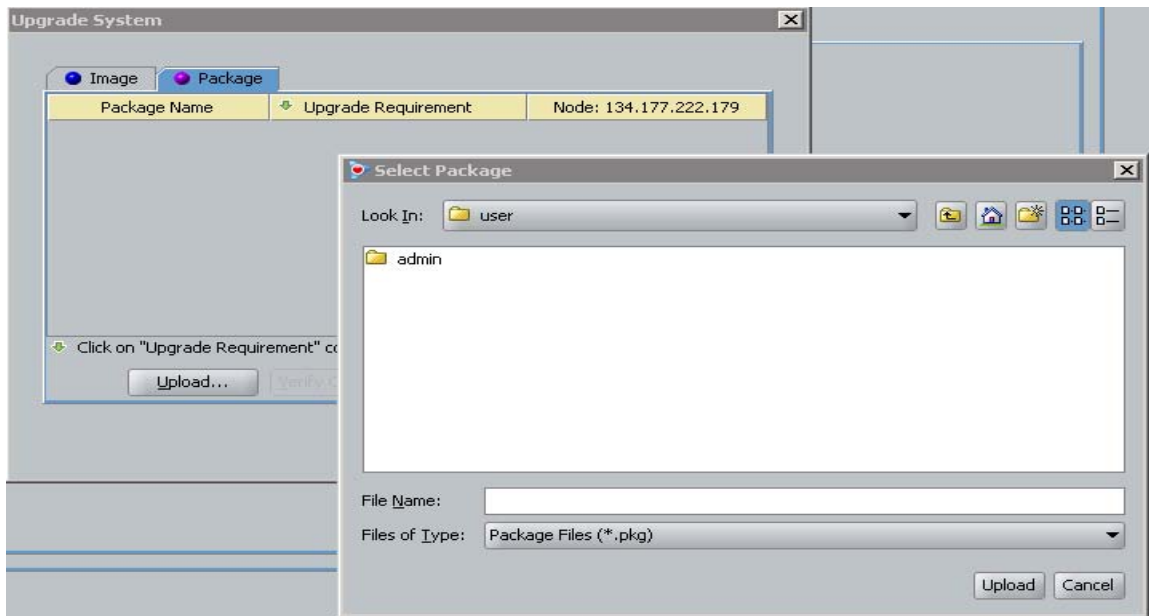 Upgrade System
Image
Package
Package Name
Upgrade Requirement
Node: 134.177.222.179
Click on "Upgrade Requirement"
Upload...
Select Package
Look In:
user
admin
File Name:
Files of Type:
Package Files (*.pkg)
Upload
Cancel